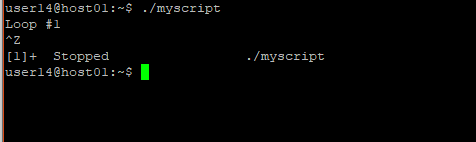 user14@host01:~$ ./myscript
Loop #1
^Z
[1]+  Stopped                 ./myscript
user14@host01:~$